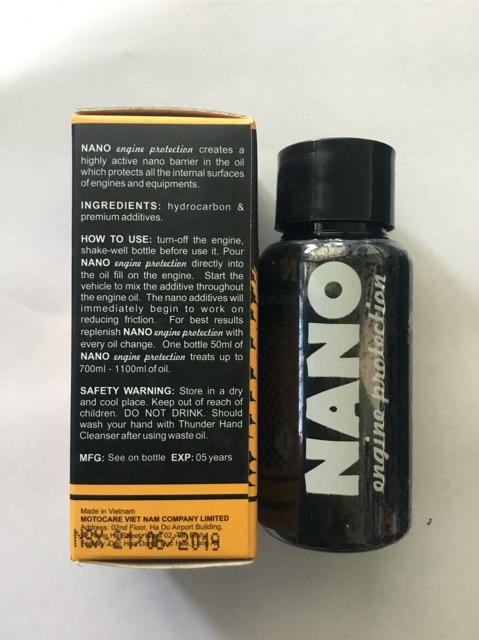 NANO engine protection creates a
highly active nano barrier in the oil
which protects all the internal surfaces
of engines and equipments.
INGREDIENTS: hydrocarbon &
premium additives.
HOW TO USE: turn-off the engine,
shake-well bottle before use it. Pour
NANO engine protection directly into
the oil fill on the engine. Start the
vehicle to mix the additive throughout
the engine oil. The nano additives will
immediately begin to work on
reducing friction. For best results
replenish NANO engine protection with
every oil change. One bottle 50ml of
NANO engine protection treats up to
700ml - 1100ml of oil.
SAFETY WARNING: Store in a dry
and cool place. Keep out of reach of
children. DO NOT DRINK. Should
wash your hand with Thunder Hand
Cleanser after using waste oil.
MFG: See on bottle EXP: 05 years
Made in Vietnam
MOTOCARE VIET NAM COMPANY LIMITED
Address: 02nd Floor, Ha Do Airport Building,
2019
NANO
engine protection